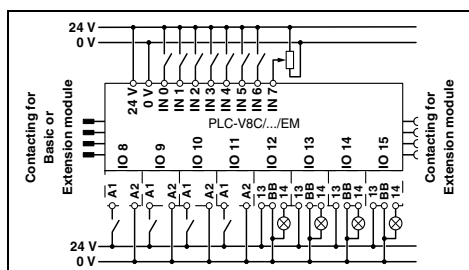 24 V
0 V
24 V
0 V
IN 0
IN 1
IN 2
IN 3
IN 4
IN 5
IN 6
IN 7
Contacting for
Basic or
Extension module
PLC-V8C/.../EM
Contacting for
Extension module
IO 8
IO 9
IO 10
IO 11
IO 12
IO 13
IO 14
IO 15
A1 A2 A1 A2 A1 A2 A1 A2 13 BB 14 13 BB 14 13 BB 14 13 BB 14
24 V
0 V